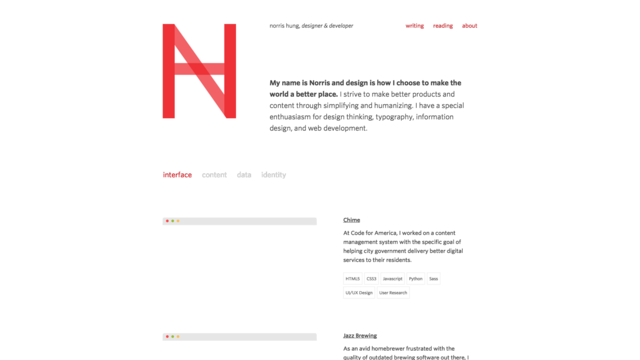 norris hung, designer & developer
writing reading about
My name is Norris and design is how I choose to make the
world a better place. I strive to make better products and
content through simplifying and humanizing. I have a special
enthuasiasm for design thinking, typography, information
design, and web development.
interface content data identity
Chime
At Code for America, I worked on a content
management system with the specific goal of
helping city government delivery better digital
services to their residents.
HTML5 CSS3 Javascript Python Sass
UI/UX Design User Research
Jazz Brewing
As an avid homebrewer frustrated with the
quality of outdated brewing software out there, I